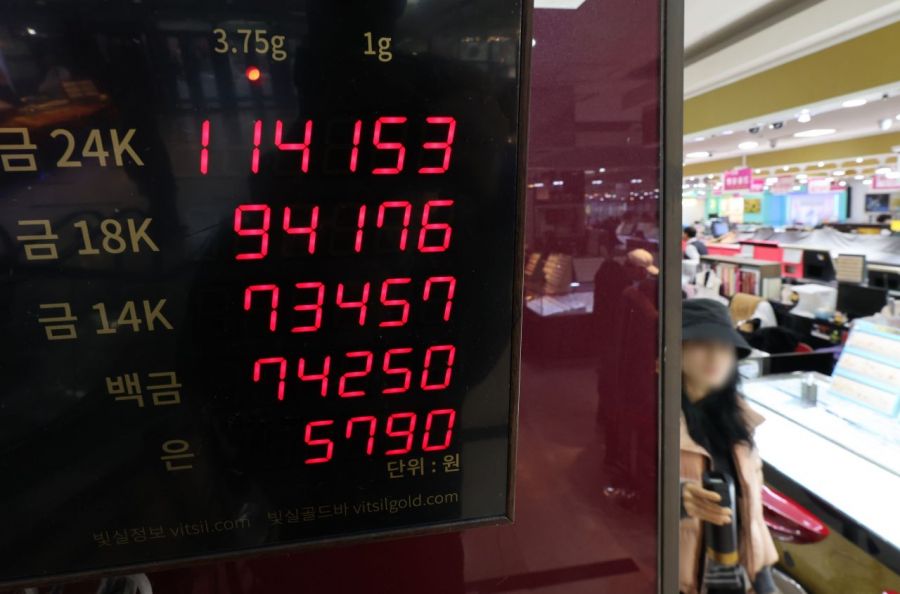 3.75g 1g
금 24K 114153
금 18K 94176
금 14K 73457
백금 74250
은 5790
단위 : 원
빛실정보 vitsil.com 빛실골드바 vitsilgold.com